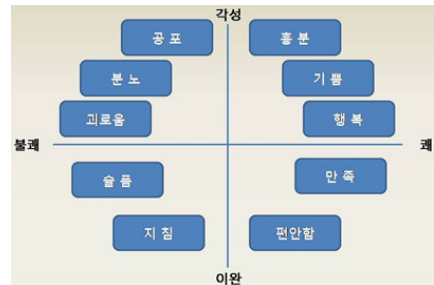 각성
공 포
흥 분
분 노
기 쁨
괴로움
행 복
불쾌
쾌
슬 픔
만 족
지 침
편안함
이완